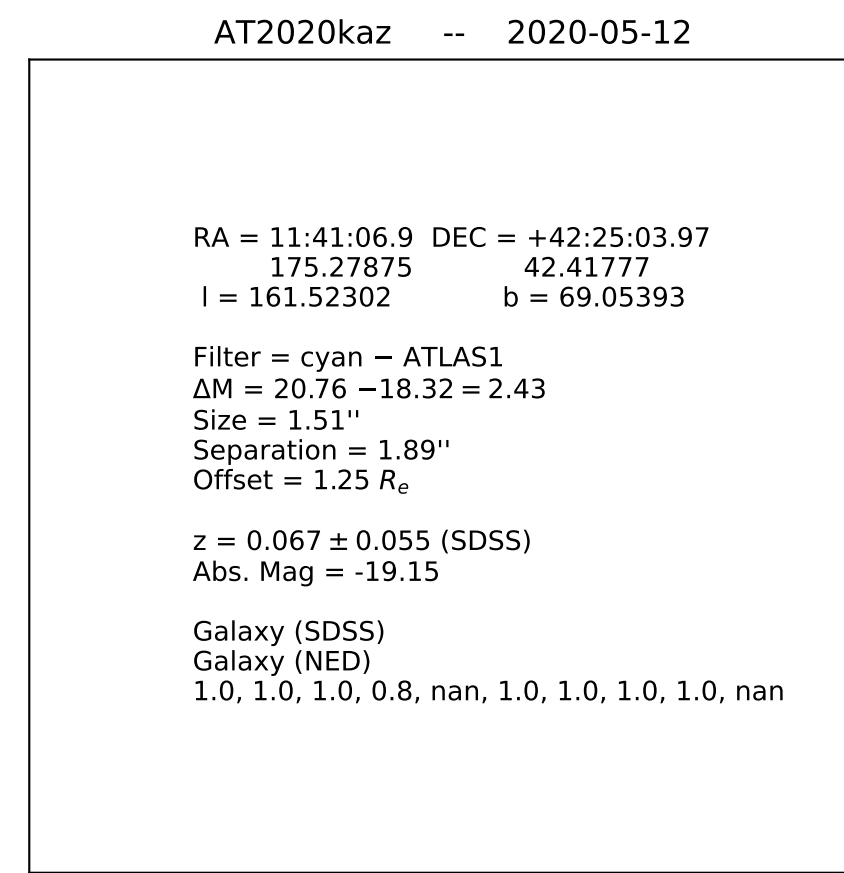 AT2020kaz -- 2020-05-12
RA = 11:41:06.9 DEC = +42:25:03.97
175.27875 42.41777
l = 161.52302 b = 69.05393
Filter = cyan − ATLAS1
ΔM = 20.76 −18.32 = 2.43
Size = 1.51''
Separation = 1.89''
Offset = 1.25 Rₑ
z = 0.067 ± 0.055 (SDSS)
Abs. Mag = -19.15
Galaxy (SDSS)
Galaxy (NED)
1.0, 1.0, 1.0, 0.8, nan, 1.0, 1.0, 1.0, 1.0, nan